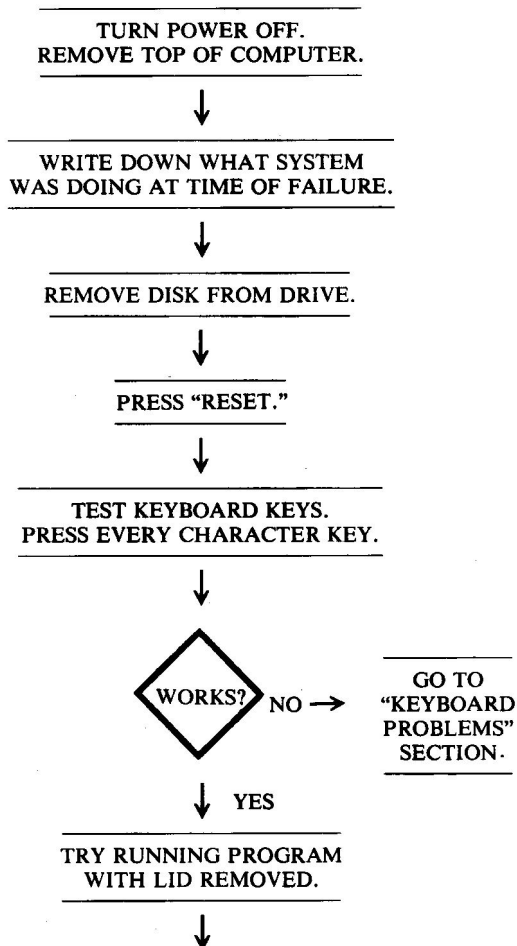 TURN POWER OFF.
REMOVE TOP OF COMPUTER.
WRITE DOWN WHAT SYSTEM
WAS DOING AT TIME OF FAILURE.
REMOVE DISK FROM DRIVE.
PRESS “RESET.”
TEST KEYBOARD KEYS.
PRESS EVERY CHARACTER KEY.
WORKS?
NO
GO TO
“KEYBOARD
PROBLEMS”
SECTION.
YES
TRY RUNNING PROGRAM
WITH LID REMOVED.